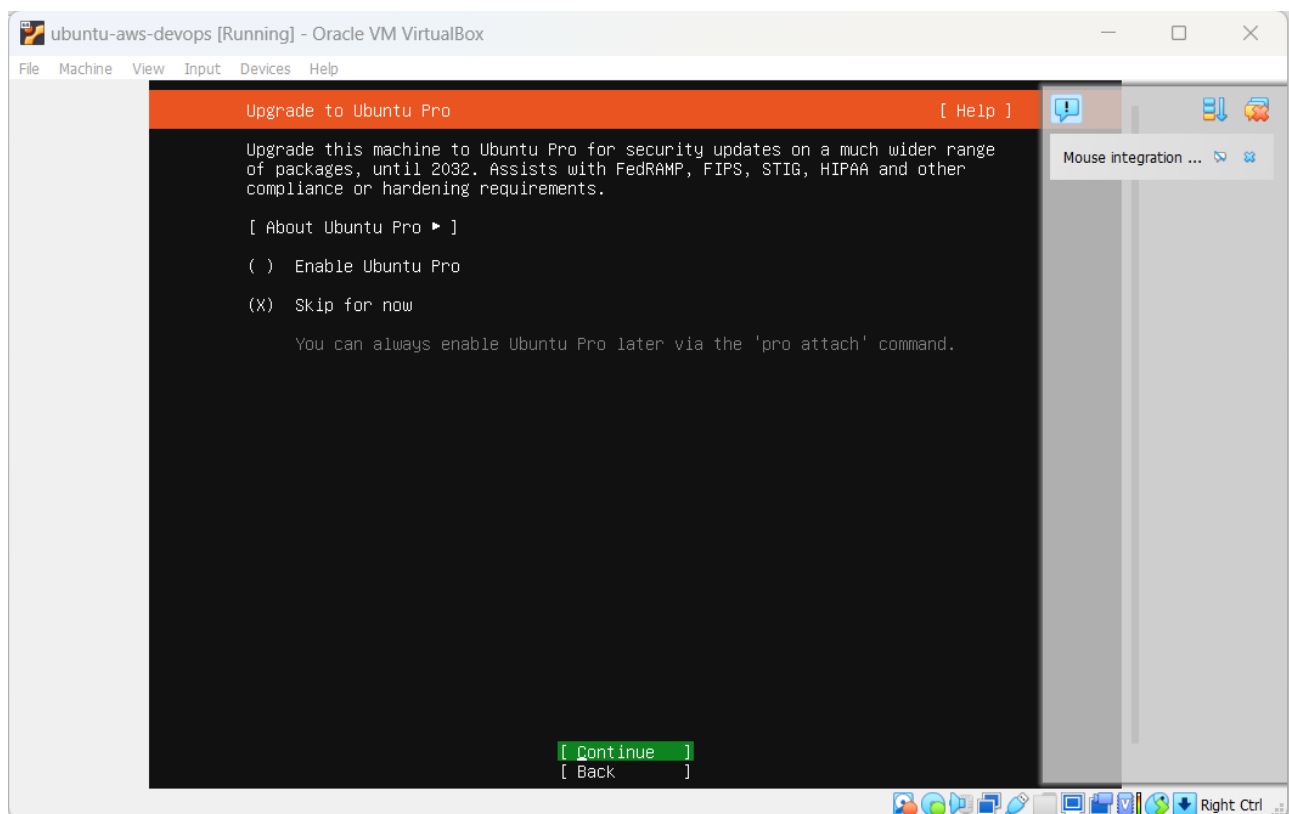 ubuntu-aws-devops [Running] - Oracle VM VirtualBox
File Machine View Input Devices Help
Upgrade to Ubuntu Pro [ Help ]
Mouse integration ...
Upgrade this machine to Ubuntu Pro for security updates on a much wider range
of packages, until 2032. Assists with FedRAMP, FIPS, STIG, HIPAA and other
compliance or hardening requirements.
[ About Ubuntu Pro ► ]
( ) Enable Ubuntu Pro
(X) Skip for now
You can always enable Ubuntu Pro later via the 'pro attach' command.
[ Continue ]
[ Back ]
Right Ctrl